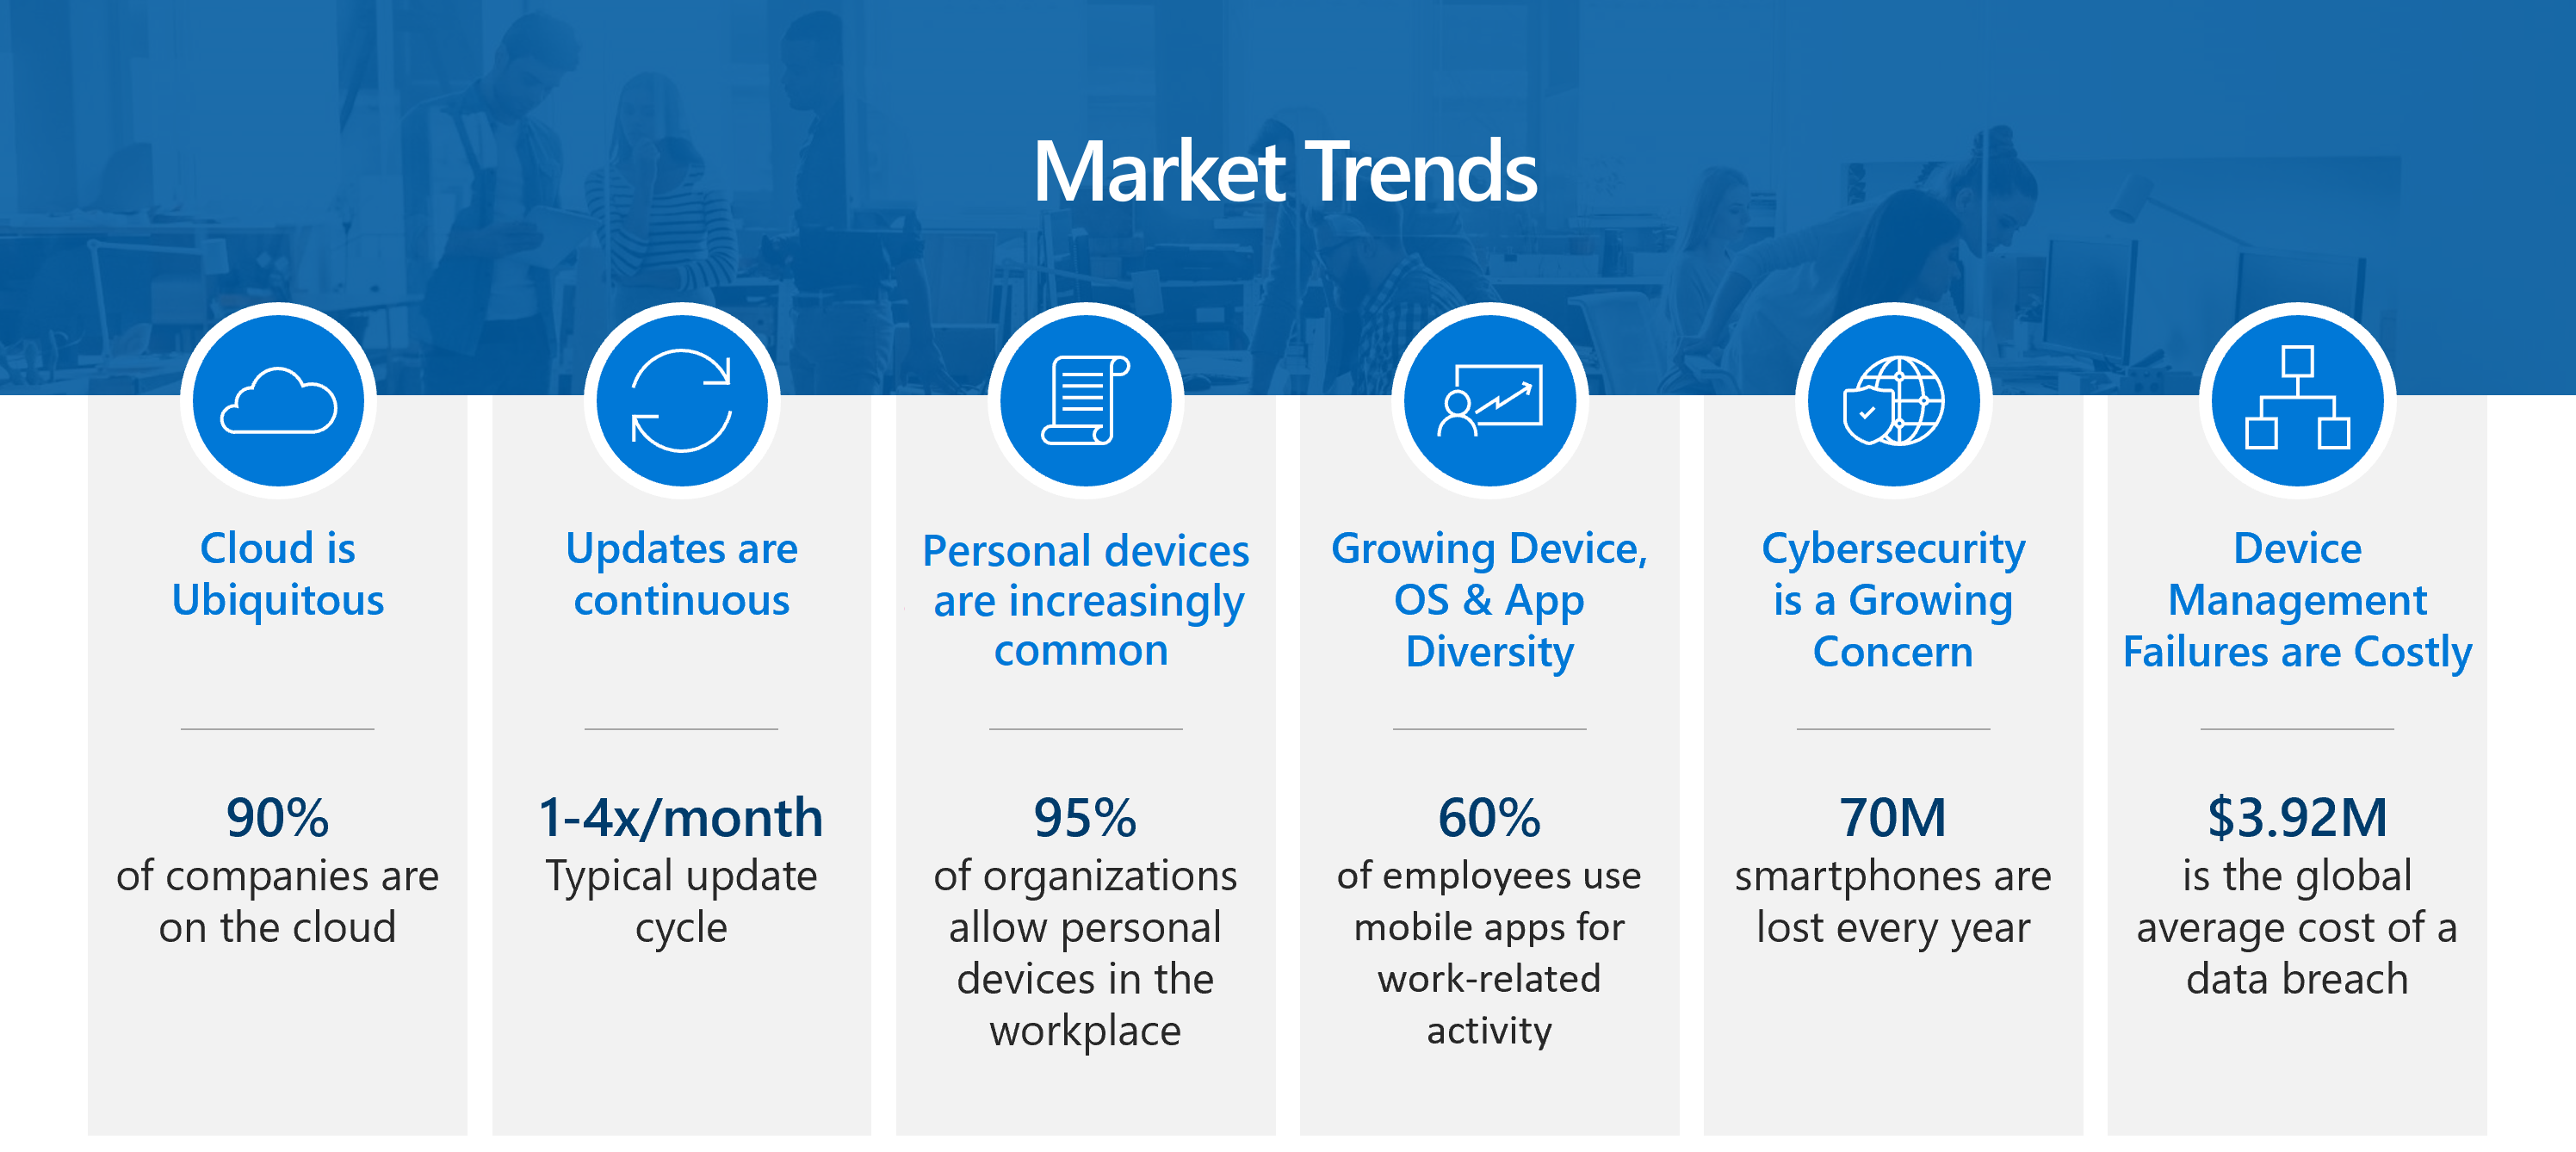 Market Trends
Cloud is
Ubiquitous
90%
of companies are
on the cloud
Updates are
continuous
1-4x/month
Typical update
cycle
Personal devices
are increasingly
common
95%
of organizations
allow personal
devices in the
workplace
Growing Device,
OS & App
Diversity
60%
of employees use
mobile apps for
work-related
activity
Cybersecurity
is a Growing
Concern
70M
smartphones are
lost every year
Device
Management
Failures are Costly
$3.92M
is the global
average cost of a
data breach